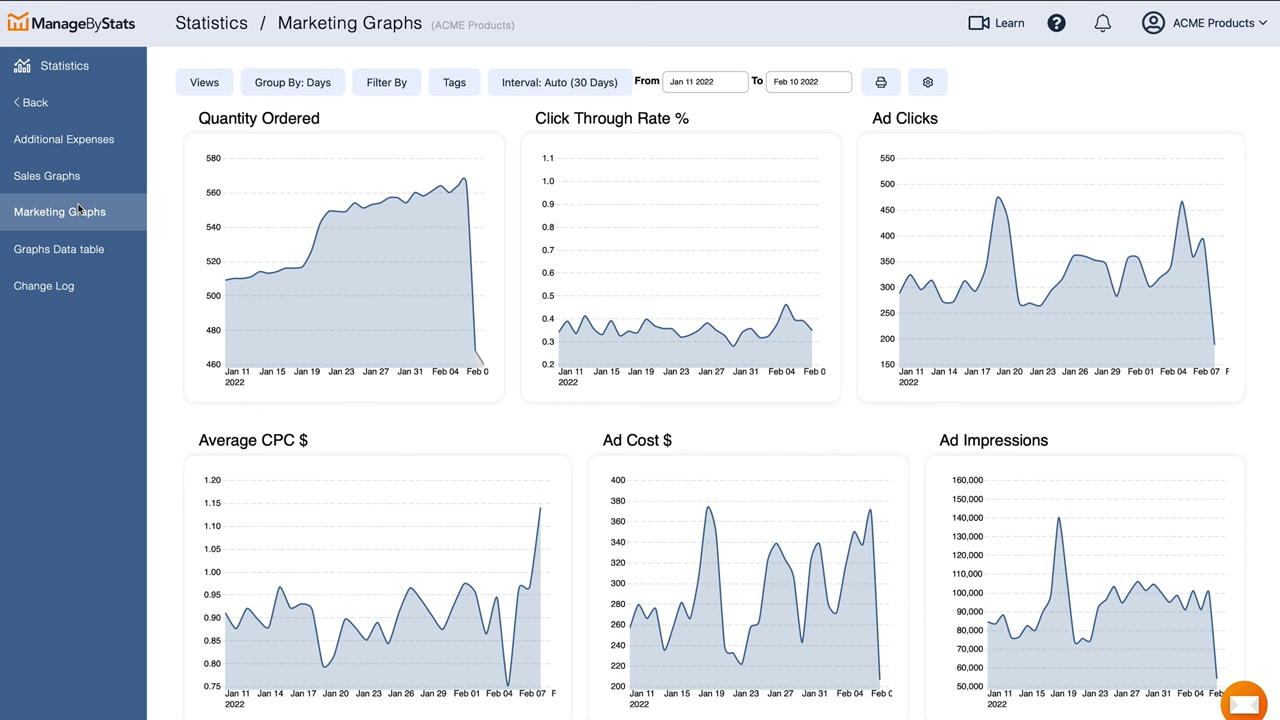 ManageByStats
Statistics / Marketing Graphs (ACME Products)
Learn
?
ACME Products
Statistics
Back
Additional Expenses
Sales Graphs
Marketing Graphs
Graphs Data table
Change Log
Views
Group By: Days
Filter By
Tags
Interval: Auto (30 Days)
From Jan 11 2022 To Feb 10 2022
Quantity Ordered
580
560
540
520
500
480
460
Jan 11 Jan 15 Jan 19 Jan 23 Jan 27 Jan 31 Feb 04 Feb 0
2022
Click Through Rate %
1.1
1.0
0.9
0.8
0.7
0.6
0.5
0.4
0.3
0.2
Jan 11 Jan 15 Jan 19 Jan 23 Jan 27 Jan 31 Feb 04 Feb 0
2022
Ad Clicks
550
500
450
400
350
300
250
200
150
Jan 11 Jan 14 Jan 17 Jan 20 Jan 23 Jan 26 Jan 29 Feb 01 Feb 04 Feb 07 F
2022
Average CPC $
1.20
1.15
1.10
1.05
1.00
0.95
0.90
0.85
0.80
0.75
Jan 11 Jan 14 Jan 17 Jan 20 Jan 23 Jan 26 Jan 29 Feb 01 Feb 04 Feb 07 F
2022
Ad Cost $
400
380
360
340
320
300
280
260
240
220
200
Jan 11 Jan 15 Jan 19 Jan 23 Jan 27 Jan 31 Feb 04 Feb 0
2022
Ad Impressions
160,000
150,000
140,000
130,000
120,000
110,000
100,000
90,000
80,000
70,000
60,000
50,000
Jan 11 Jan 15 Jan 19 Jan 23 Jan 27 Jan 31 Feb 04 Feb
2022